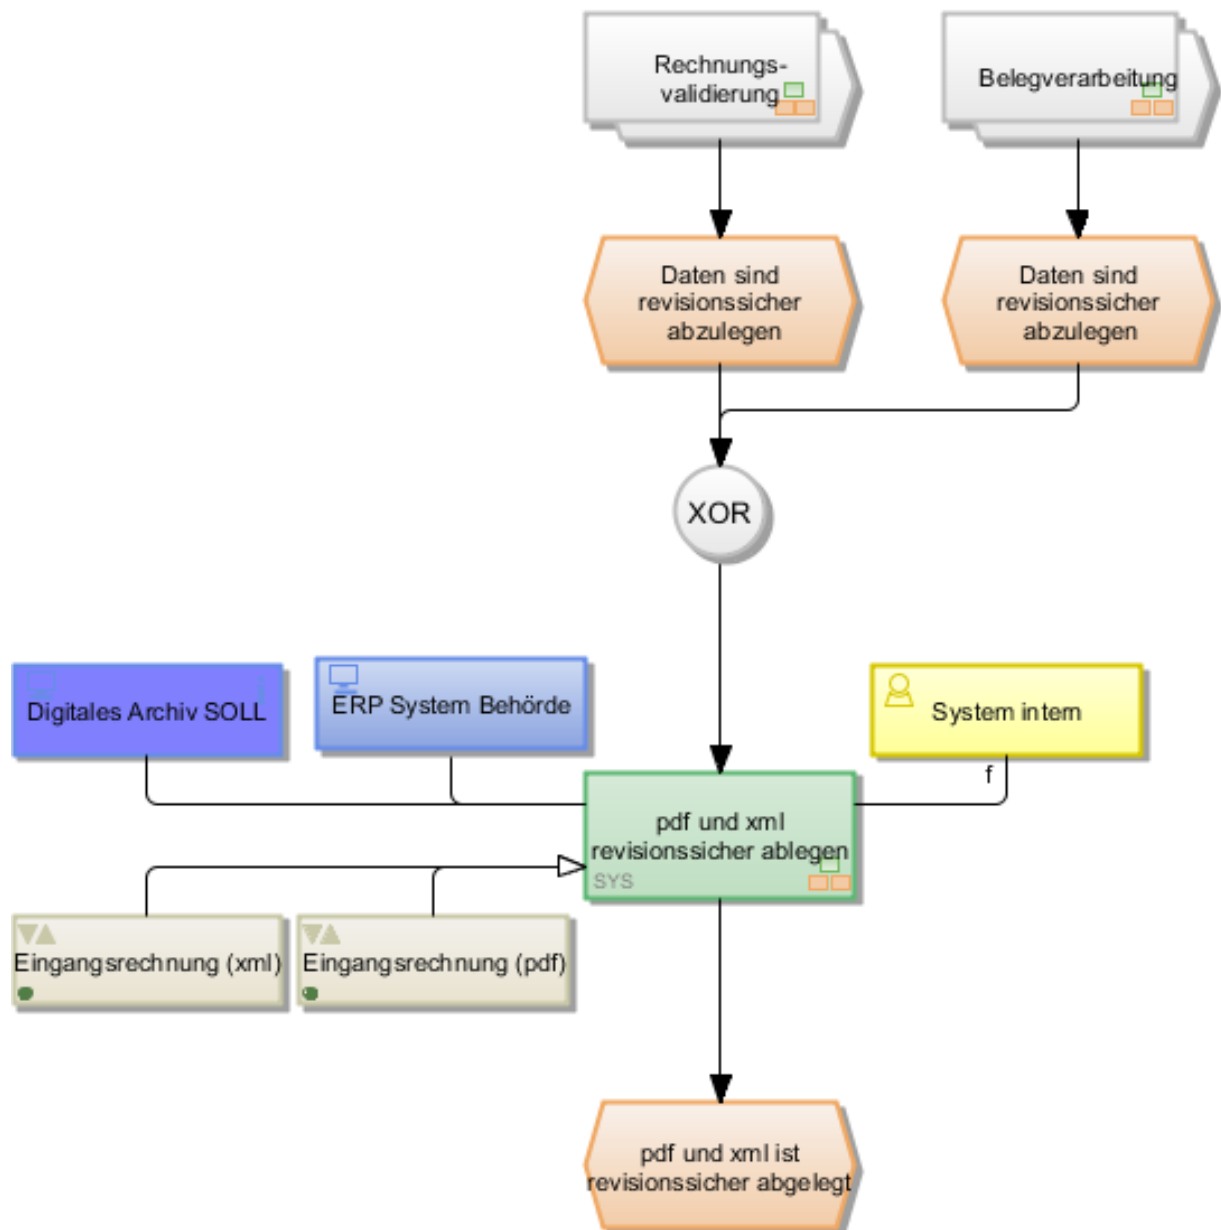 Rechnungs-
validierung
Belegverarbeitung
Daten sind
revisionssicher
abzulegen
Daten sind
revisionssicher
abzulegen
XOR
Digitales Archiv SOLL
ERP System Behörde
System intern
f
pdf und xml
revisionssicher ablegen
SYS
Eingangsrechnung (xml)
Eingangsrechnung (pdf)
pdf und xml ist
revisionssicher abgelegt